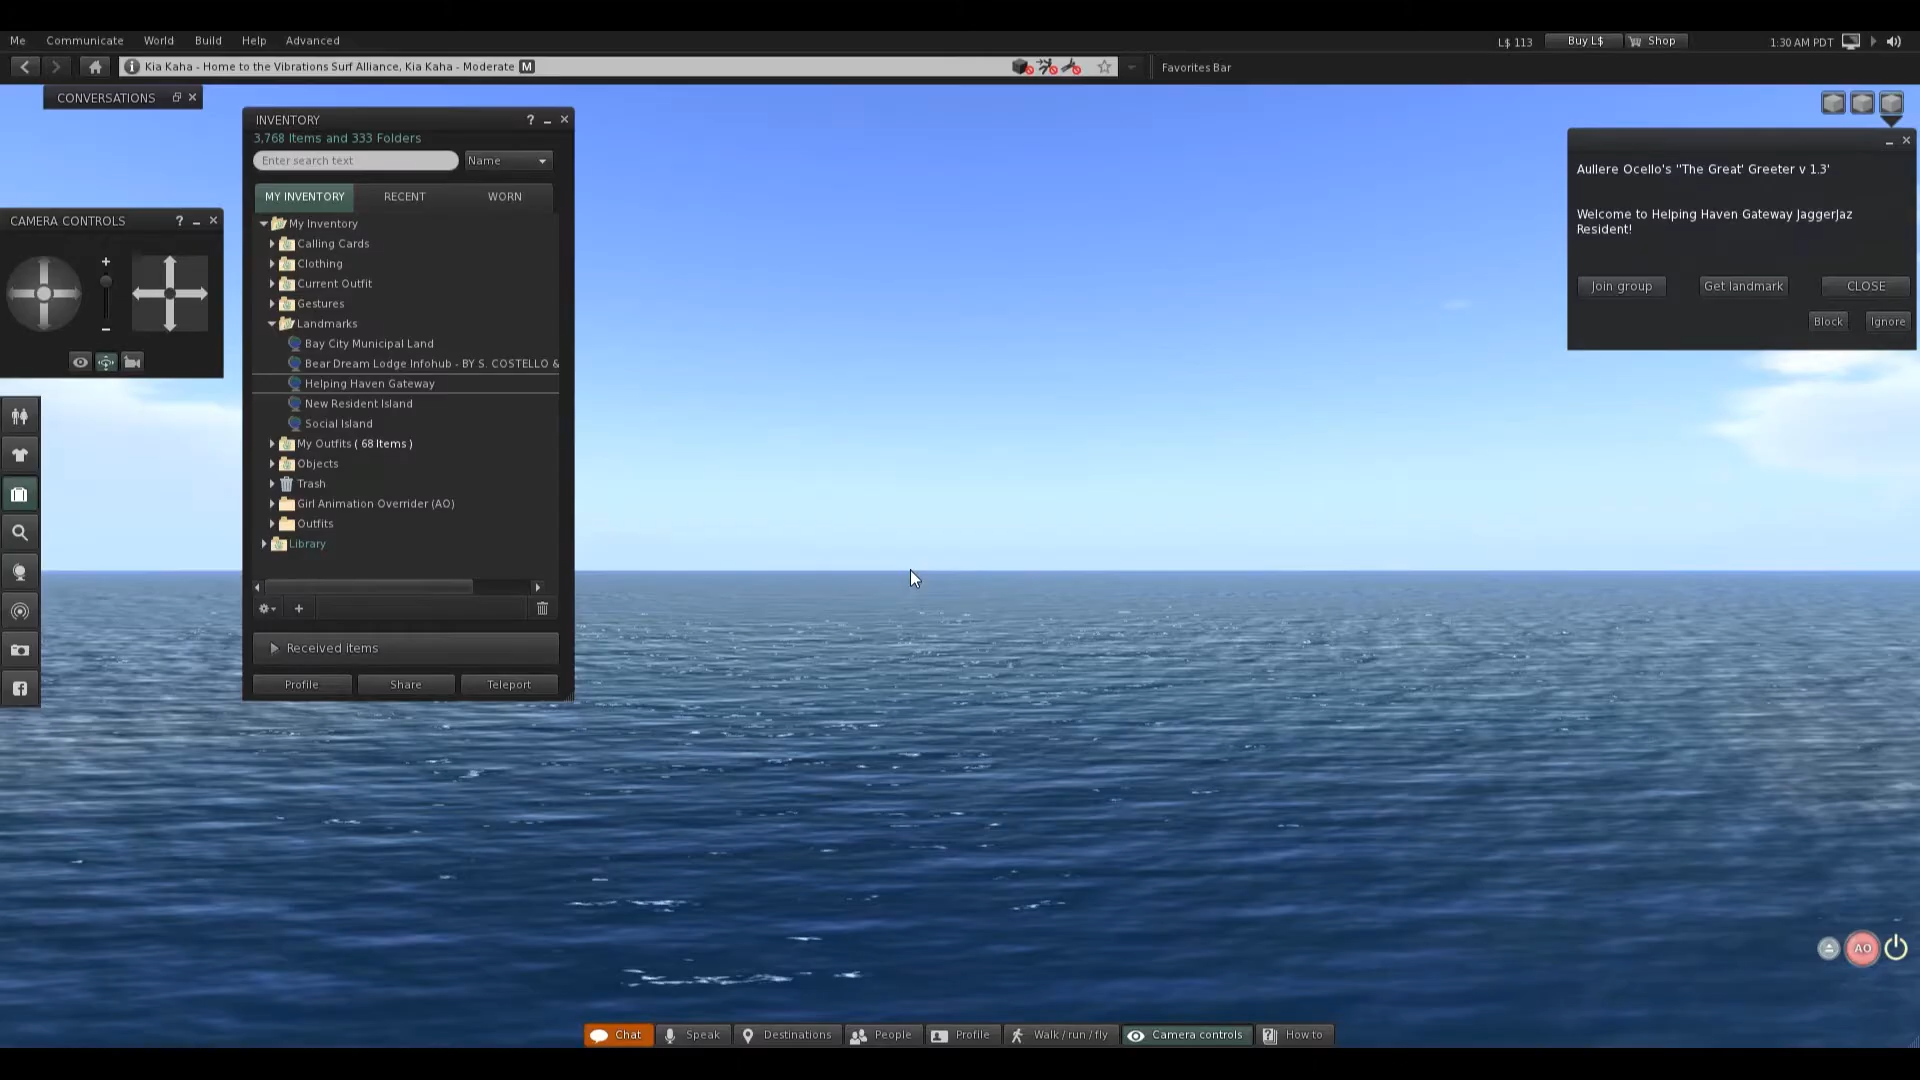 Me Communicate World Build Help Advanced
L$ 113 Buy L$ Shop 1:30 AM PDT
Kia Kaha - Home to the Vibrations Surf Alliance, Kia Kaha - Moderate M
Favorites Bar
CONVERSATIONS
INVENTORY ?
3,768 Items and 333 Folders
Enter search text Name
MY INVENTORY RECENT WORN
My Inventory
Calling Cards
Clothing
Current Outfit
Gestures
Landmarks
Bay City Municipal Land
Bear Dream Lodge Infohub - BY S. COSTELLO &
Helping Haven Gateway
New Resident Island
Social Island
My Outfits ( 68 Items )
Objects
Trash
Girl Animation Overrider (AO)
Outfits
Library
Received items
Profile Share Teleport
CAMERA CONTROLS ?
Aullere Ocello's "The Great' Greeter v 1.3'
Welcome to Helping Haven Gateway JaggerJaz
Resident!
Join group Get landmark CLOSE
Block Ignore
AO
Chat Speak Destinations People Profile Walk / run / fly Camera controls How to